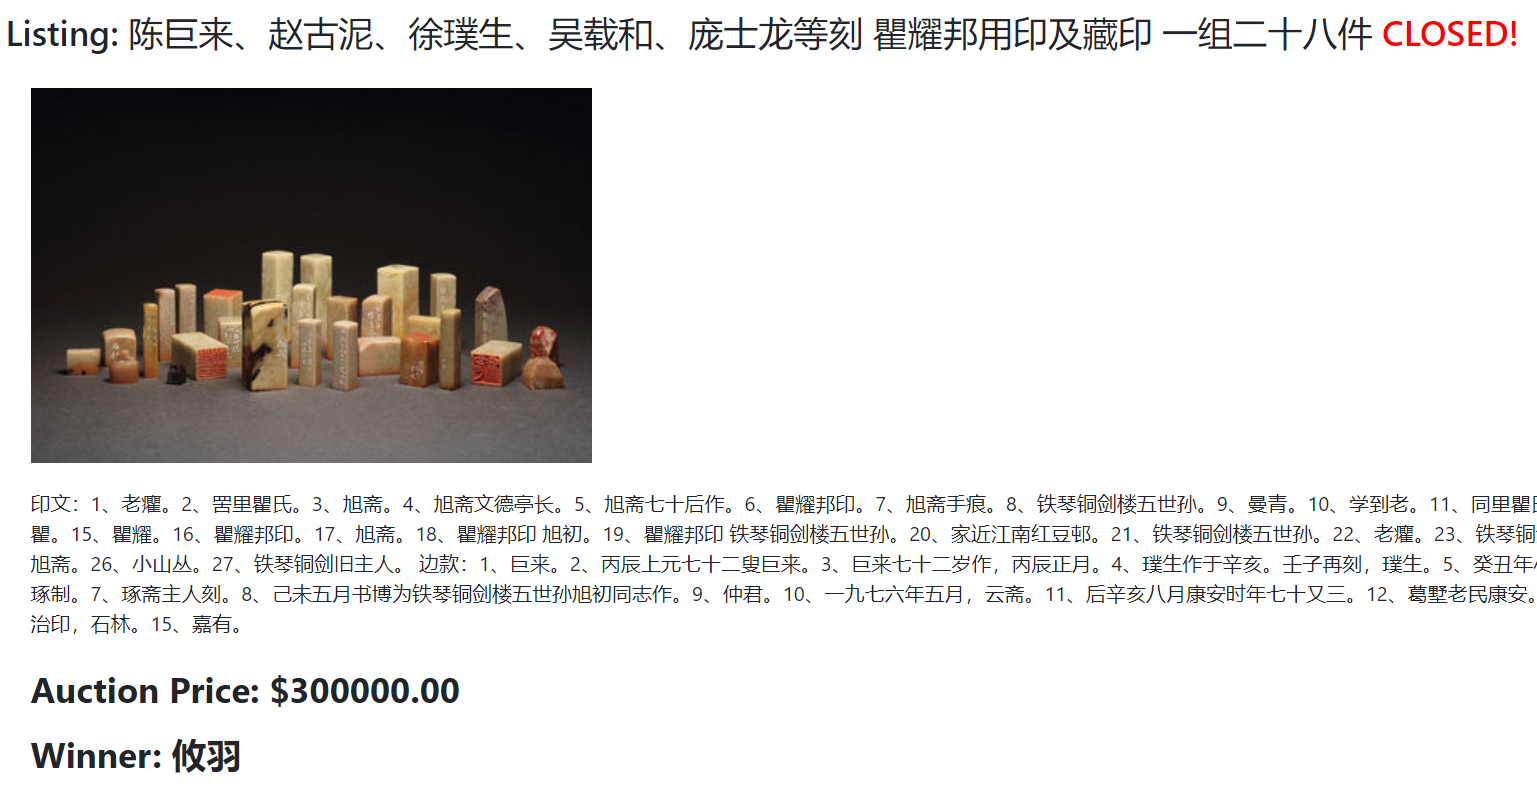 Listing: 陈巨来、赵古泥、徐璞生、吴载和、庞士龙等刻 瞿耀邦用印及藏印 一组二十八件 CLOSED!
印文：1、老癯。2、罟里瞿氏。3、旭斋。4、旭斋文德亭长。5、旭斋七十后作。6、瞿耀邦印。7、旭斋手痕。8、铁琴铜剑楼五世孙。9、曼青。10、学到老。11、同里瞿
瞿。15、瞿耀。16、瞿耀邦印。17、旭斋。18、瞿耀邦印 旭初。19、瞿耀邦印 铁琴铜剑楼五世孙。20、家近江南红豆邨。21、铁琴铜剑楼五世孙。22、老癯。23、铁琴铜
旭斋。26、小山丛。27、铁琴铜剑旧主人。 边款：1、巨来。2、丙辰上元七十二叟巨来。3、巨来七十二岁作，丙辰正月。4、璞生作于辛亥。壬子再刻，璞生。5、癸丑年
琢制。7、琢斋主人刻。8、己未五月书博为铁琴铜剑楼五世孙旭初同志作。9、仲君。10、一九七六年五月，云斋。11、后辛亥八月康安时年七十又三。12、葛墅老民康安。
治印，石林。15、嘉有。
Auction Price: $300000.00
Winner: 攸羽